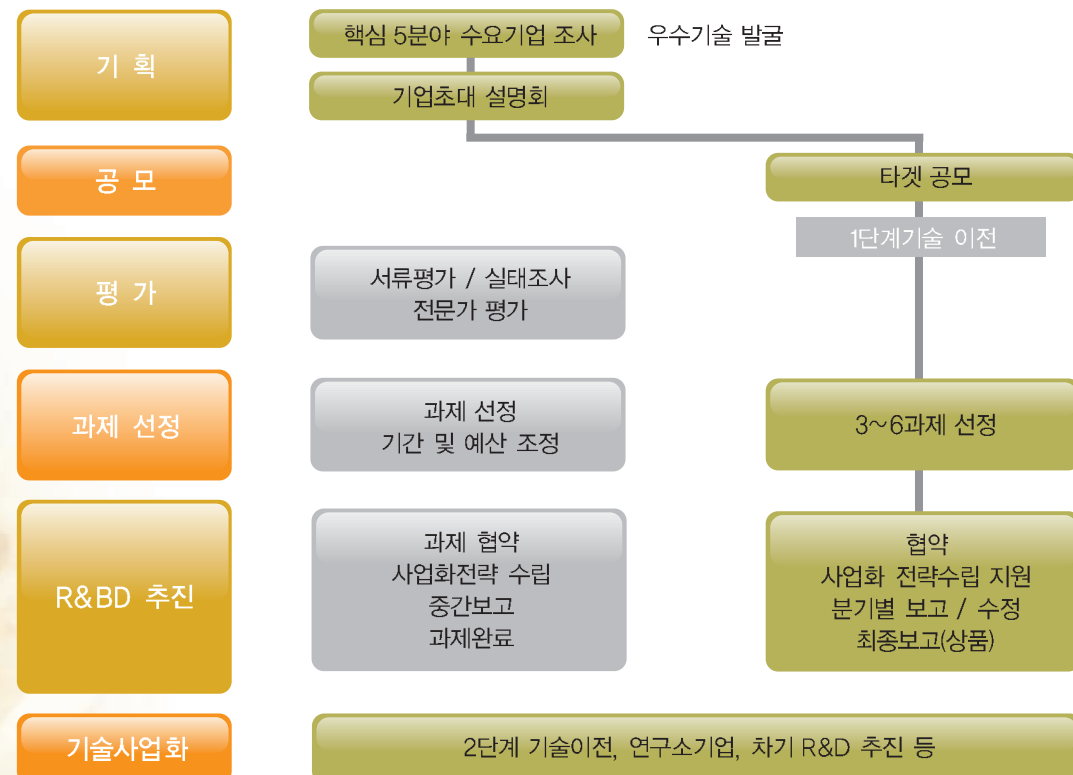 기 획
핵심 5분야 수요기업 조사
우수기술 발굴
기업초대 설명회
공 모
타겟 공모
1단계기술 이전
평 가
서류평가 / 실태조사
전문가 평가
과제 선정
과제 선정
기간 및 예산 조정
3~6과제 선정
R&BD 추진
과제 협약
사업화전략 수립
중간보고
과제완료
협약
사업화 전략수립 지원
분기별 보고 / 수정
최종보고(상품)
기술사업화
2단계 기술이전, 연구소기업, 차기 R&D 추진 등